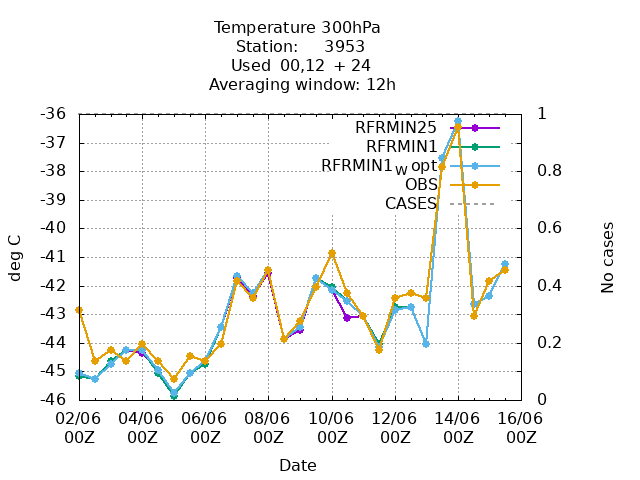 Temperature 300hPa
Station: 3953
Used 00,12 + 24
Averaging window: 12h
-36
-37
-38
-39
-40
-41
-42
-43
-44
-45
-46
deg C
1
0.8
0.6
0.4
0.2
0
No cases
RFRMIN25
RFRMIN1
RFRMIN1wopt
OBS
CASES
02/06 04/06 06/06 08/06 10/06 12/06 14/06 16/06
00Z 00Z 00Z 00Z 00Z 00Z 00Z 00Z
Date